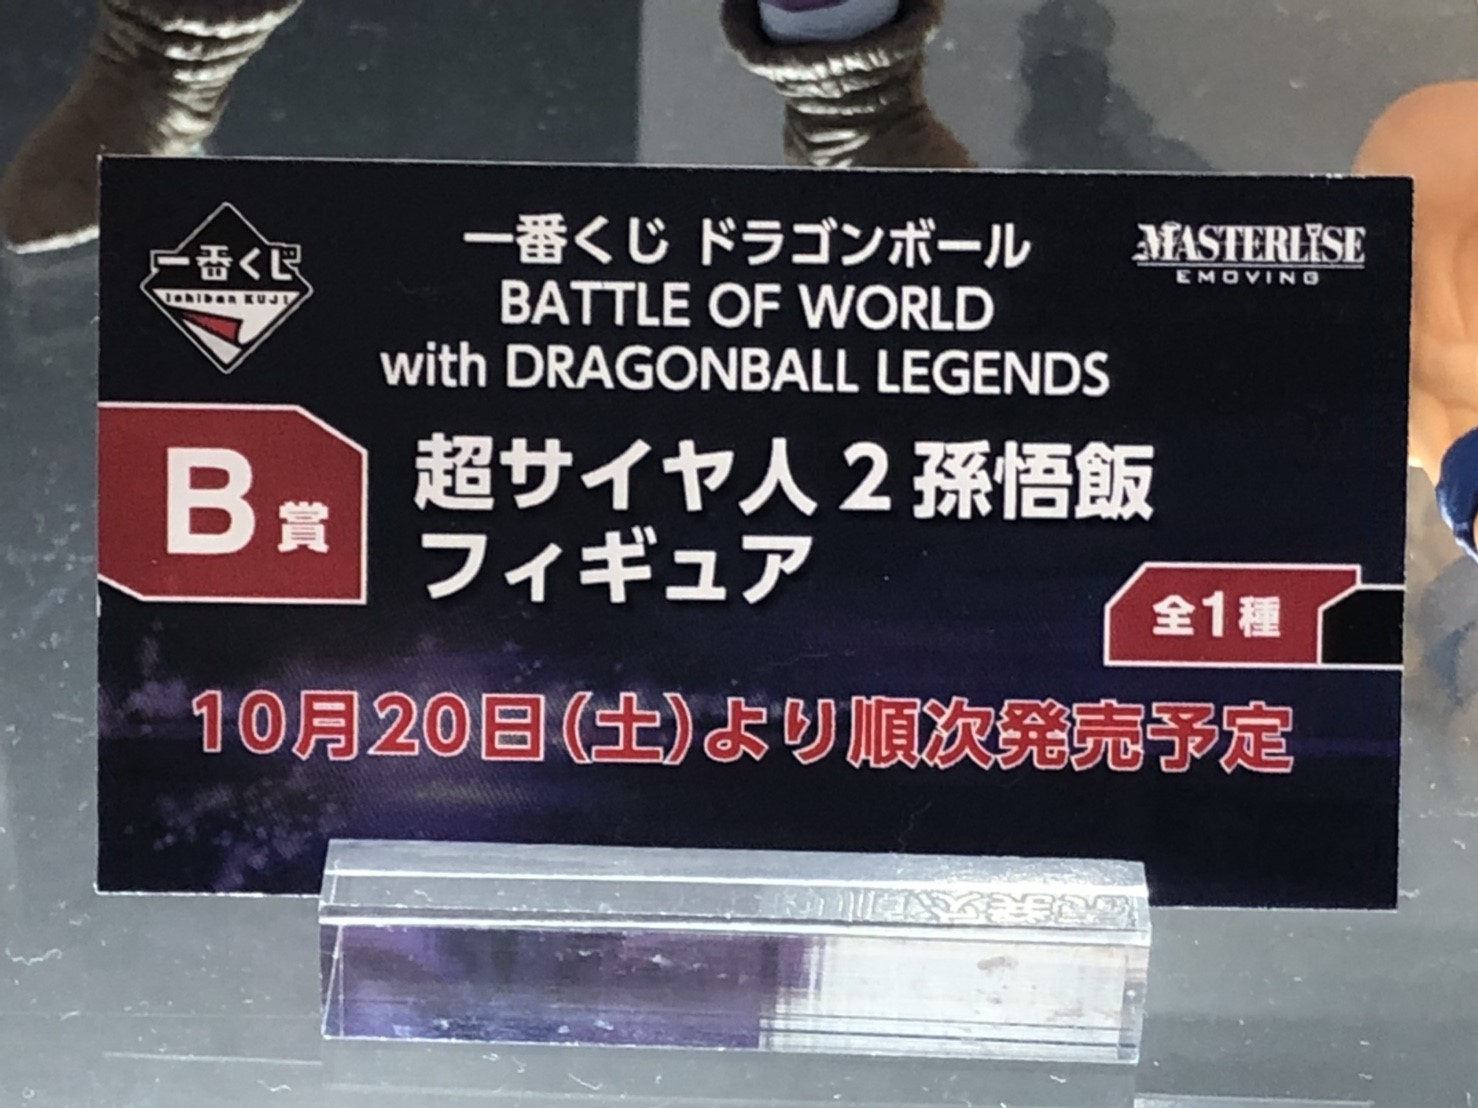 一番くじ
Ichiban KUJI
一番くじ ドラゴンボール
BATTLE OF WORLD
with DRAGONBALL LEGENDS
MASTERLISE
EMOVING
B賞
超サイヤ人2孫悟飯
フィギュア
全1種
10月20日(土)より順次発売予定